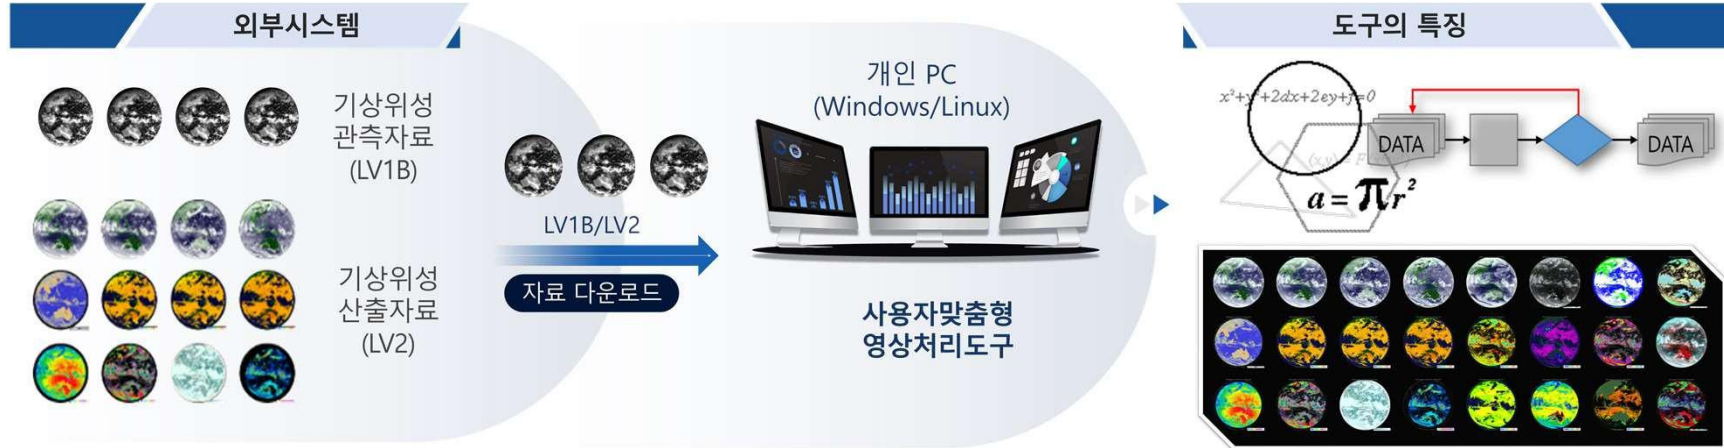 외부시스템
기상위성
관측자료
(LV1B)
기상위성
산출자료
(LV2)
LV1B/LV2
자료 다운로드
개인 PC
(Windows/Linux)
사용자맞춤형
영상처리도구
도구의 특징
DATA
DATA
a = πr²